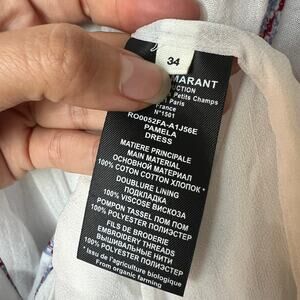 34
MARANT
UCTION
Petits Champs
Paris
France
N°1501
RO0052FA-A1J56E
PAMELA
DRESS
MATIERE PRINCIPALE
MAIN MATERIAL
ОСНОВНОЙ МАТЕРИАЛ
100% COTON COTTON ХЛОПОК *
DOUBLURE LINING
ПОДКЛАДКА
100% VISCOSE ВИСКОЗА
POMPON TASSEL ПОМ ПОМ
100% POLYESTER ПОЛИЭСТЕР
FILS DE BRODERIE
EMBROIDERY THREADS
ВЫШИВАЛЬНЫЕ НИТИ
100% POLYESTER ПОЛИЭСТЕР
* issu de l'agriculture biologique
From organic farming